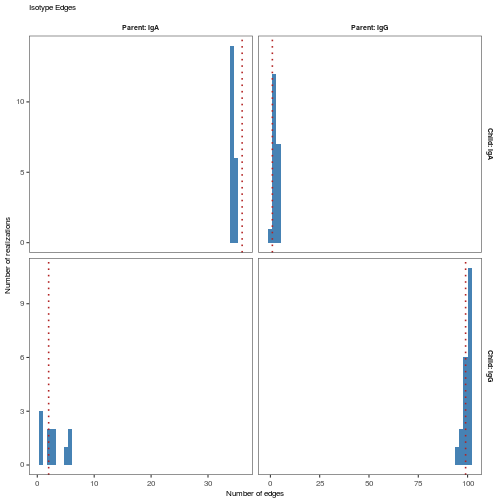 Isotype Edges
Parent: IgA
Parent: IgG
10
5
0
Child: IgA
9
6
3
0
Child: IgG
0
10
20
30
0
25
50
75
100
Number of edges
Number of realizations